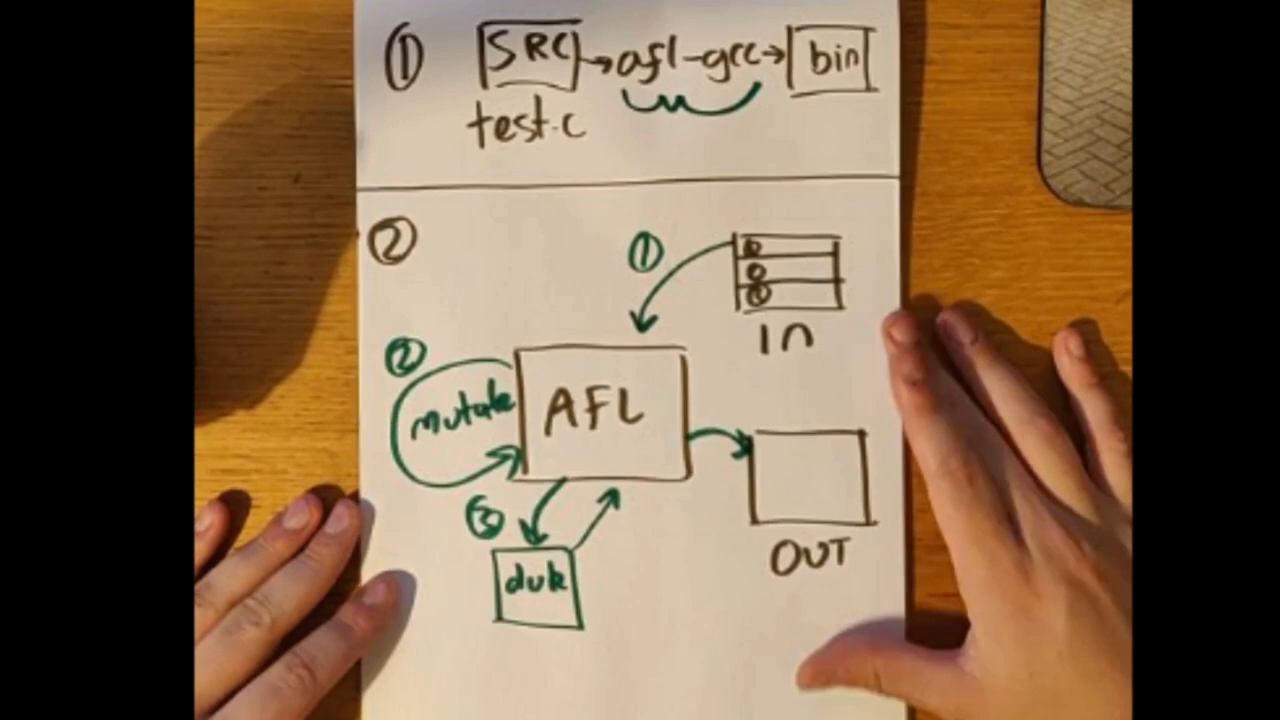 ① SRC → afl-gcc → bin
test.c
②
① 
IN
②
mutate AFL
③
duk
OUT